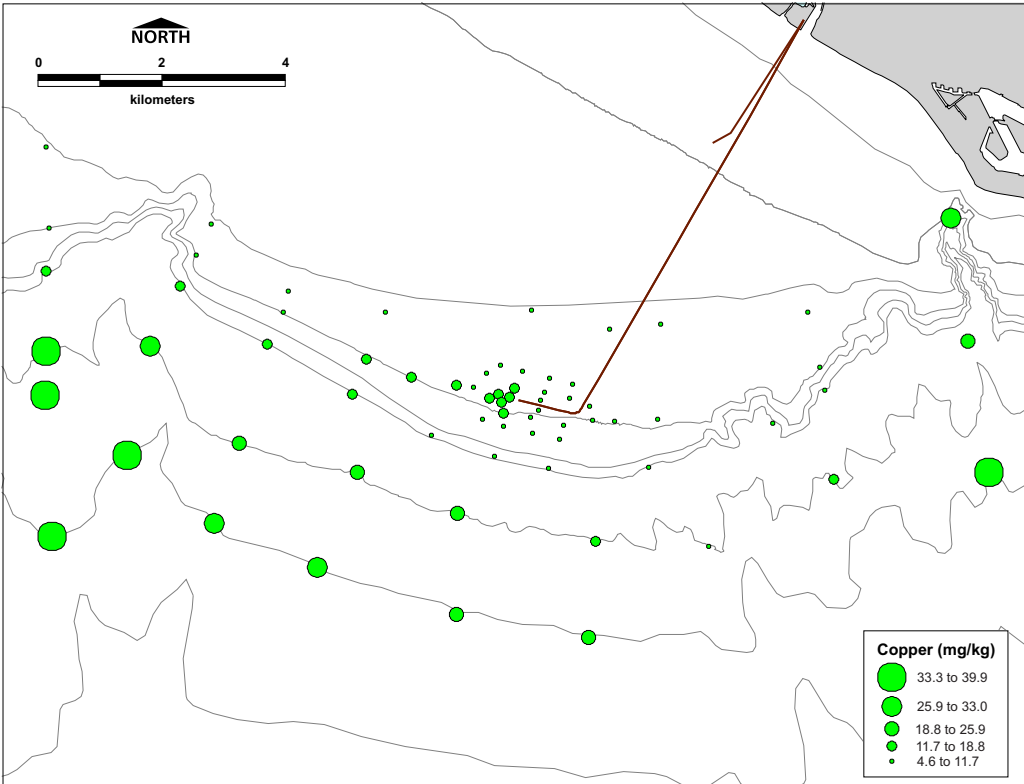 NORTH
0 2 4
kilometers
Copper (mg/kg)
33.3 to 39.9
25.9 to 33.0
18.8 to 25.9
11.7 to 18.8
4.6 to 11.7